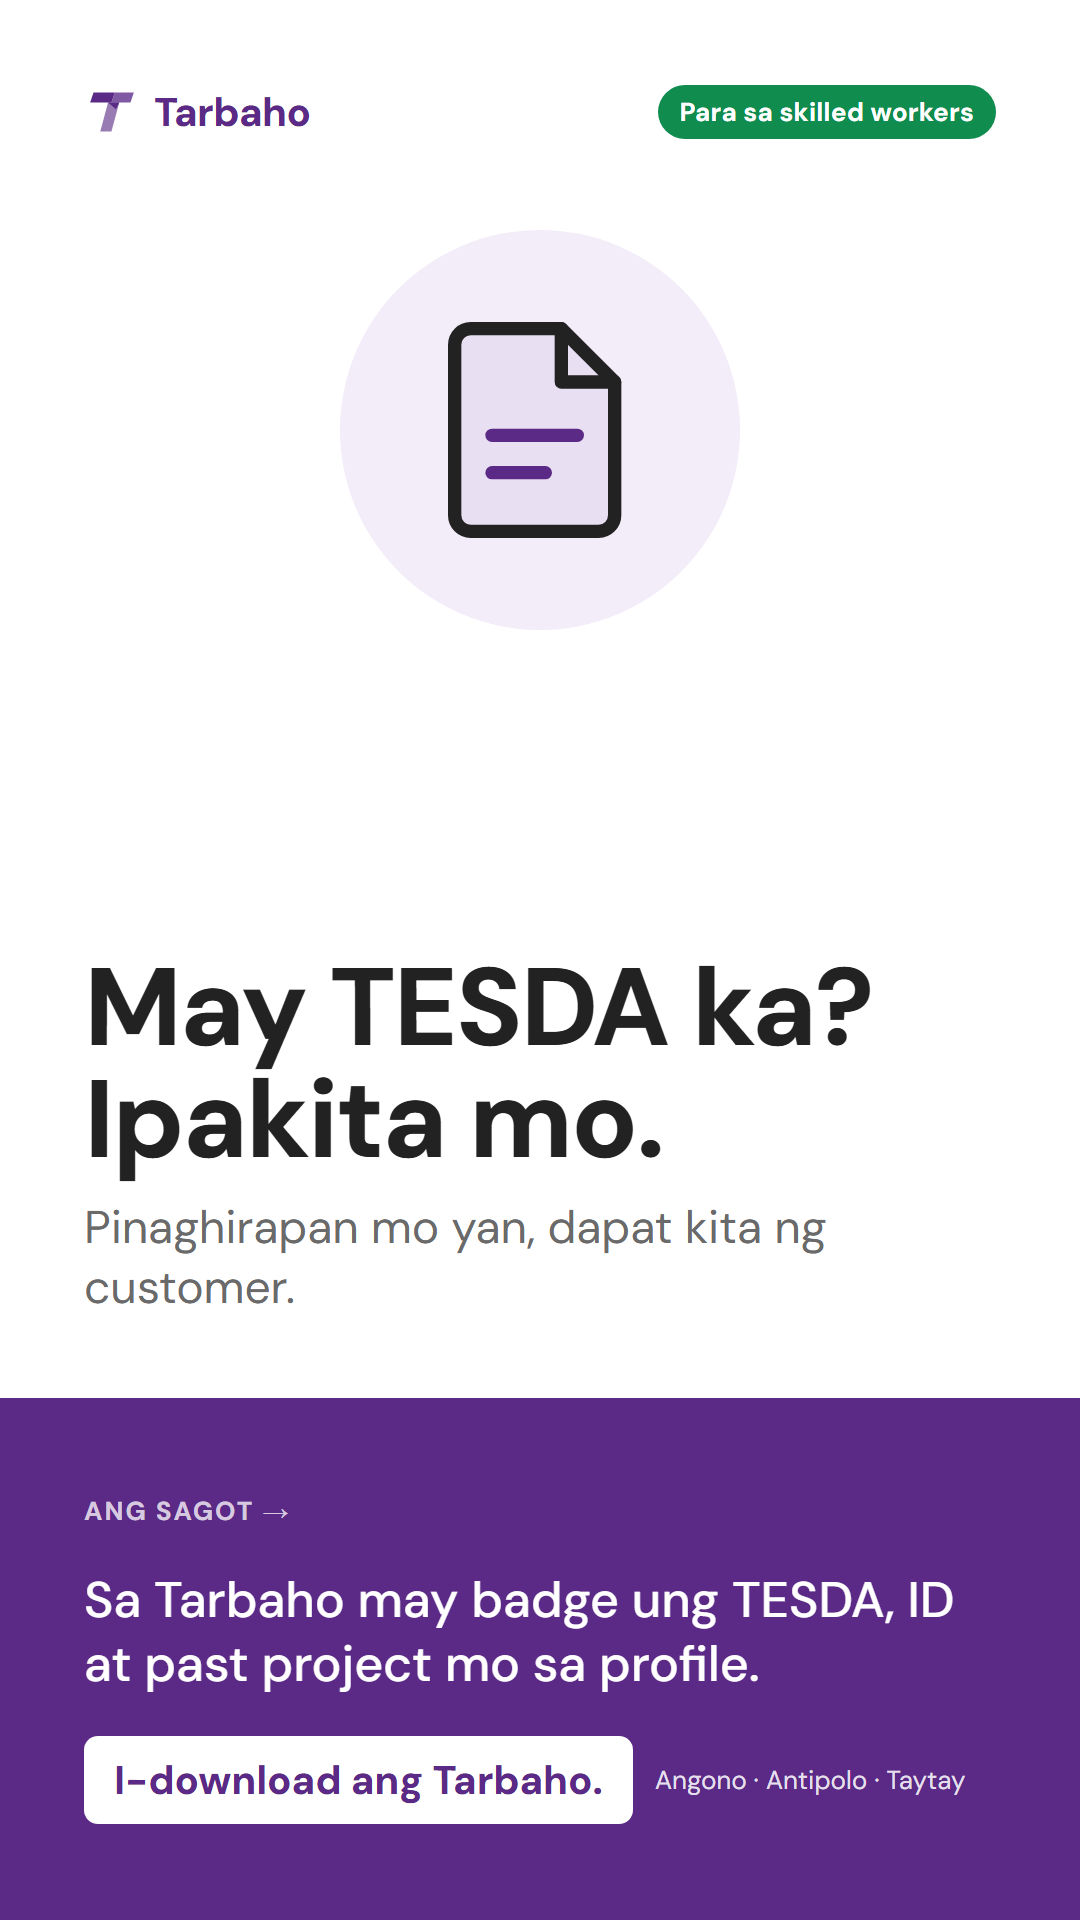 Tarbaho
Para sa skilled workers
May TESDA ka?
Ipakita mo.
Pinaghirapan mo yan, dapat kita ng
customer.
ANG SAGOT →
Sa Tarbaho may badge ung TESDA, ID
at past project mo sa profile.
I-download ang Tarbaho.
Angono · Antipolo · Taytay